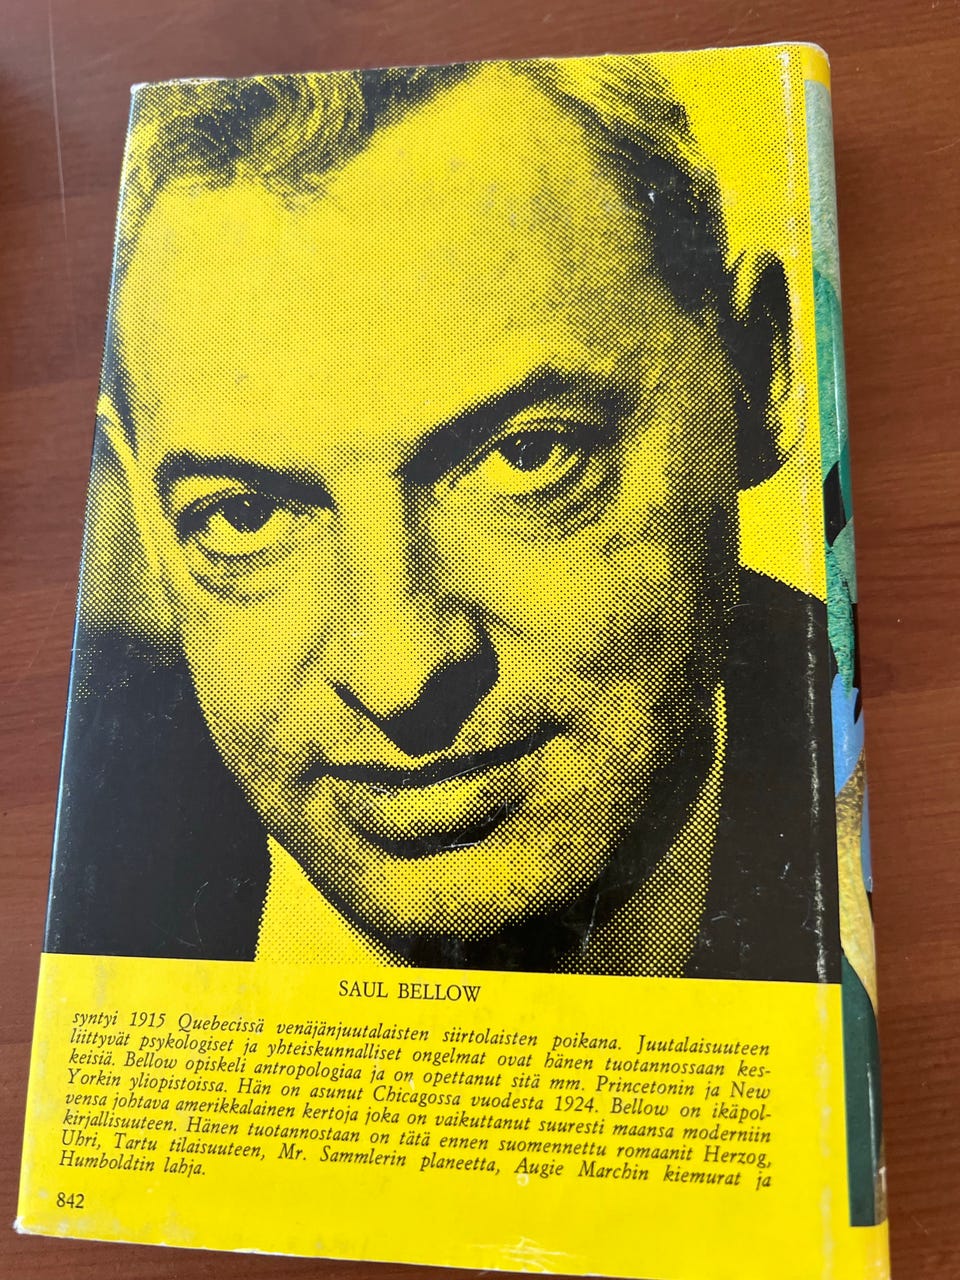 SAUL BELLOW
syntyi 1915 Quebecissä venäjänjuutalaisten siirtolaisten poikana. Juutalaisuuteen
liittyvät psykologiset ja yhteiskunnalliset ongelmat ovat hänen tuotannossaan kes-
keisiä. Bellow opiskeli antropologiaa ja on opettanut sitä mm. Princetonin ja New
Yorkin yliopistoissa. Hän on asunut Chicagossa vuodesta 1924. Bellow on ikäpol-
vensa johtava amerikkalainen kertoja joka on vaikuttanut suuresti maansa moderniin
kirjallisuuteen. Hänen tuotannostaan on tätä ennen suomennettu romaanit Herzog,
Uhri, Tartu tilaisuuteen, Mr. Sammlerin planeetta, Augie Marchin kiemurat ja
Humboldtin lahja.
842